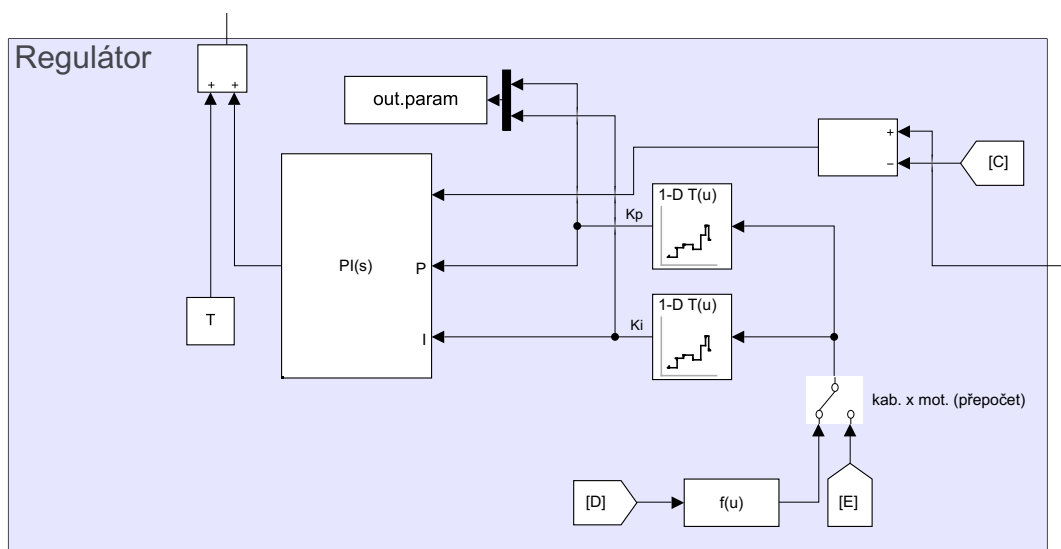 Regulátor
+ +
out.param
+
−
[C]
1-D T(u)
Kp
PI(s)
P
1-D T(u)
T
Ki
I
kab. x mot. (přepočet)
[D]
f(u)
[E]